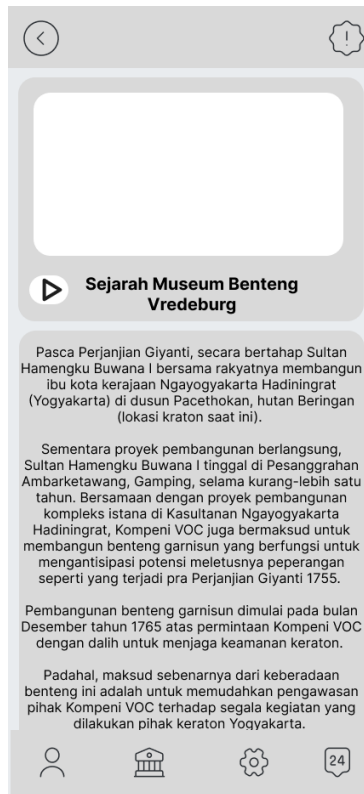 Sejarah Museum Benteng
Vredeburg
Pasca Perjanjian Giyanti, secara bertahap Sultan
Hamengku Buwana I bersama rakyatnya membangun
ibu kota kerajaan Ngayogyakarta Hadiningrat
(Yogyakarta) di dusun Pacethokan, hutan Beringan
(lokasi kraton saat ini).
Sementara proyek pembangunan berlangsung,
Sultan Hamengku Buwana I tinggal di Pesanggrahan
Ambarketawang, Gamping, selama kurang-lebih satu
tahun. Bersamaan dengan proyek pembangunan
kompleks istana di Kasultanan Ngayogyakarta
Hadiningrat, Kompeni VOC juga bermaksud untuk
membangun benteng garnisun yang berfungsi untuk
mengantisipasi potensi meletusnya peperangan
seperti yang terjadi pra Perjanjian Giyanti 1755.
Pembangunan benteng garnisun dimulai pada bulan
Desember tahun 1765 atas permintaan Kompeni VOC
dengan dalih untuk menjaga keamanan keraton.
Padahal, maksud sebenarnya dari keberadaan
benteng ini adalah untuk memudahkan pengawasan
pihak Kompeni VOC terhadap segala kegiatan yang
dilakukan pihak keraton Yogyakarta.
24